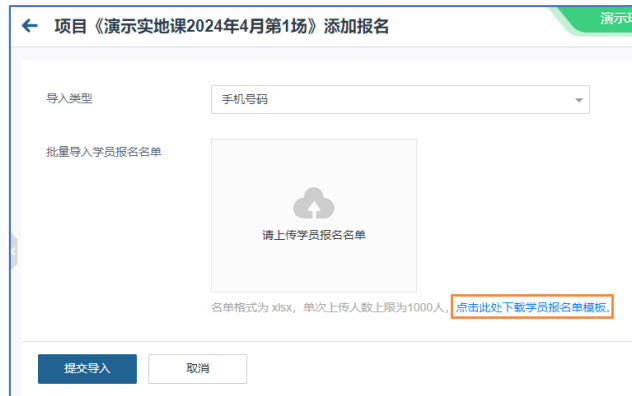 ← 项目《演示实地课2024年4月第1场》添加报名
演示
导入类型
手机号码
批量导入学员报名名单
请上传学员报名名单
名单格式为 xlsx，单次上传人数上限为1000人，点击此处下载学员报名单模板。
提交导入
取消